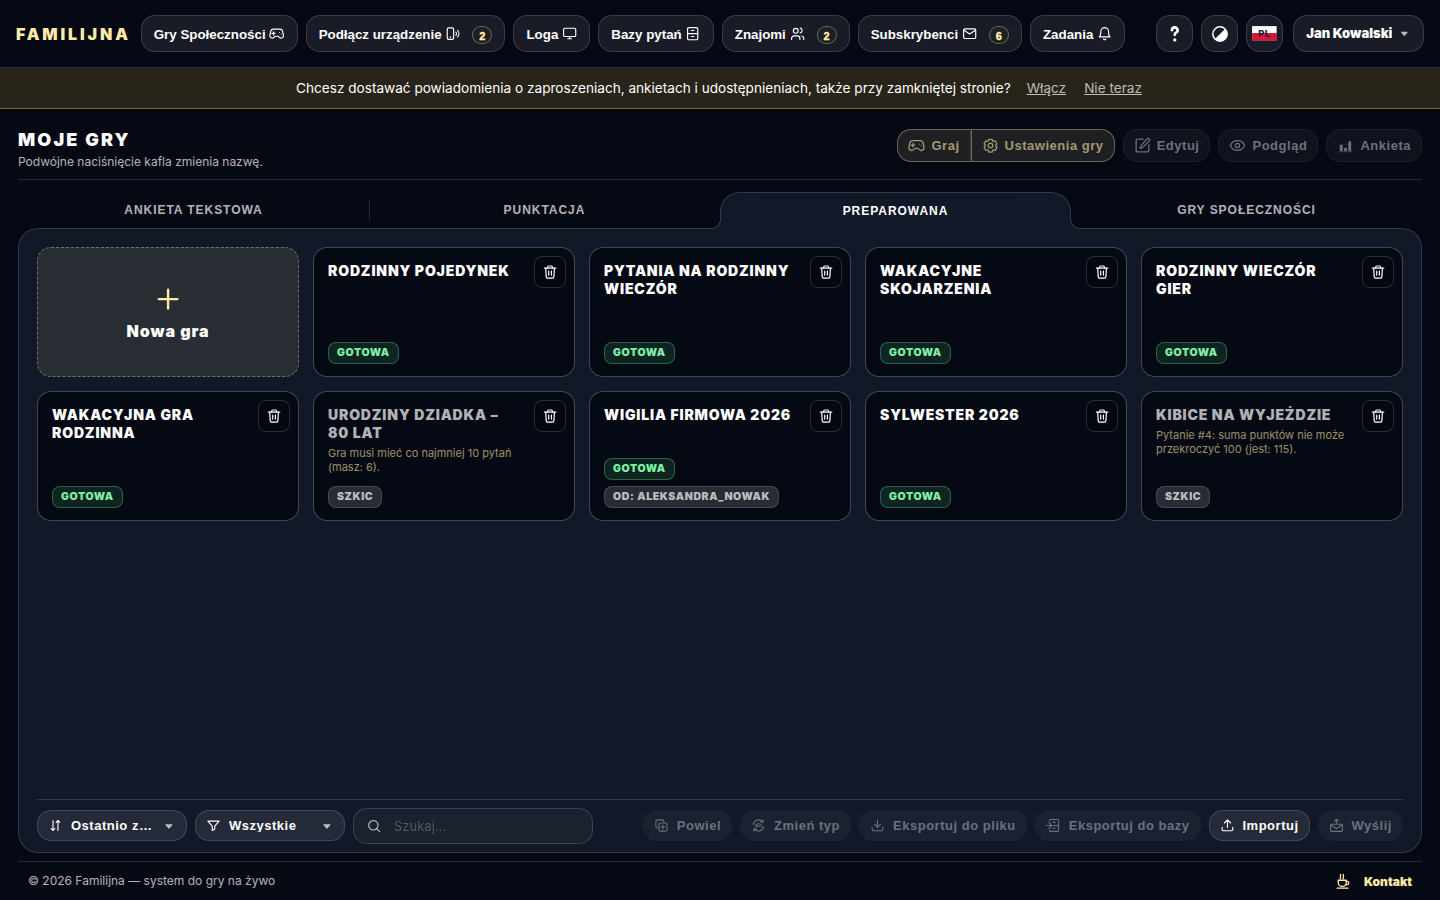 FAMILIJNA
Gry Społeczności
Podłącz urządzenie 2
Loga
Bazy pytań
Znajomi 2
Subskrybenci 6
Zadania
?
PL
Jan Kowalski
Chcesz dostawać powiadomienia o zaproszeniach, ankietach i udostępnieniach, także przy zamkniętej stronie? Włącz Nie teraz
MOJE GRY
Podwójne naciśnięcie kafla zmienia nazwę.
Graj
Ustawienia gry
Edytuj
Podgląd
Ankieta
ANKIETA TEKSTOWA
PUNKTACJA
PREPAROWANA
GRY SPOŁECZNOŚCI
Nowa gra
RODZINNY POJEDYNEK
GOTOWA
PYTANIA NA RODZINNY
WIECZÓR
GOTOWA
WAKACYJNE
SKOJARZENIA
GOTOWA
RODZINNY WIECZÓR
GIER
GOTOWA
WAKACYJNA GRA
RODZINNA
GOTOWA
URODZINY DZIADKA –
80 LAT
Gra musi mieć co najmniej 10 pytań
(masz: 6).
SZKIC
WIGILIA FIRMOWA 2026
GOTOWA
OD: ALEKSANDRA_NOWAK
SYLWESTER 2026
GOTOWA
KIBICE NA WYJEŹDZIE
Pytanie #4: suma punktów nie może
przekroczyć 100 (jest: 115).
SZKIC
Ostatnio z...
Wszystkie
Szukaj...
Powiel
Zmień typ
Eksportuj do pliku
Eksportuj do bazy
Importuj
Wyślij
© 2026 Familijna — system do gry na żywo
Kontakt